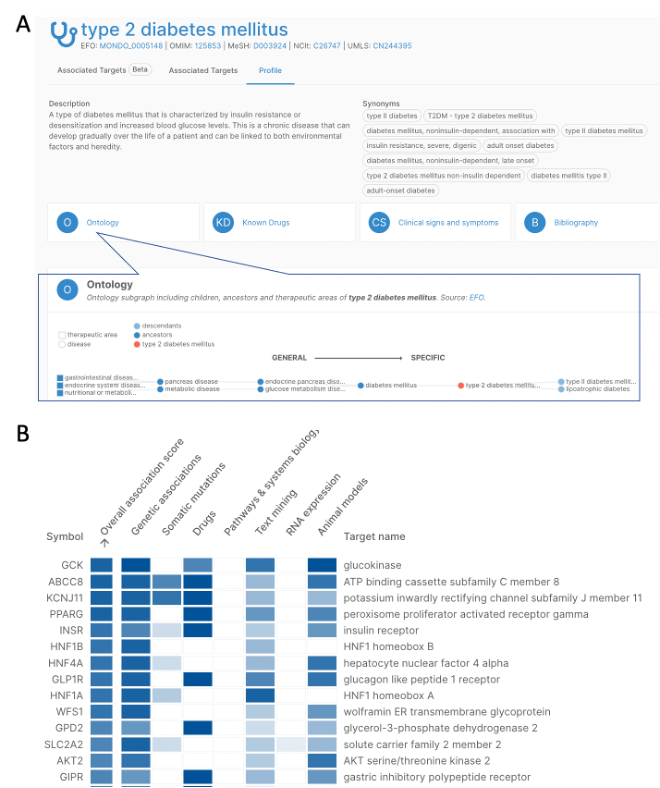 A
type 2 diabetes mellitus
EFO: MONDO_0005148 | OMIM: 125853 | MeSH: D003924 | NCIt: C26747 | UMLS: CN244395
Associated Targets Beta Associated Targets Profile
Description
A type of diabetes mellitus that is characterized by insulin resistance or
desensitization and increased blood glucose levels. This is a chronic disease that can
develop gradually over the life of a patient and can be linked to both environmental
factors and heredity.
Synonyms
type II diabetes T2DM - type 2 diabetes mellitus
diabetes mellitus, noninsulin-dependent, association with type II diabetes mellitus
insulin resistance, severe, digenic adult onset diabetes
diabetes mellitus, noninsulin-dependent, late onset
type 2 diabetes mellitus non-insulin dependent diabetes mellitis type II
adult-onset diabetes
O Ontology KD Known Drugs CS Clinical signs and symptoms B Bibliography
O Ontology
Ontology subgraph including children, ancestors and therapeutic areas of type 2 diabetes mellitus. Source: EFO.
descendants
therapeutic area ancestors
disease type 2 diabetes mellitus
GENERAL SPECIFIC
gastrointestinal diseas... pancreas disease endocrine pancreas diso... diabetes mellitus type 2 diabetes mellitu... type II diabetes mellit...
endocrine system diseas... metabolic disease glucose metabolism dise... lipoatrophic diabetes
nutritional or metaboli...
B
Symbol Overall association score Genetic associations Somatic mutations Drugs Pathways & systems biology Text mining RNA expression Animal models Target name
GCK glucokinase
ABCC8 ATP binding cassette subfamily C member 8
KCNJ11 potassium inwardly rectifying channel subfamily J member 11
PPARG peroxisome proliferator activated receptor gamma
INSR insulin receptor
HNF1B HNF1 homeobox B
HNF4A hepatocyte nuclear factor 4 alpha
GLP1R glucagon like peptide 1 receptor
HNF1A HNF1 homeobox A
WFS1 wolframin ER transmembrane glycoprotein
GPD2 glycerol-3-phosphate dehydrogenase 2
SLC2A2 solute carrier family 2 member 2
AKT2 AKT serine/threonine kinase 2
GIPR gastric inhibitory polypeptide receptor